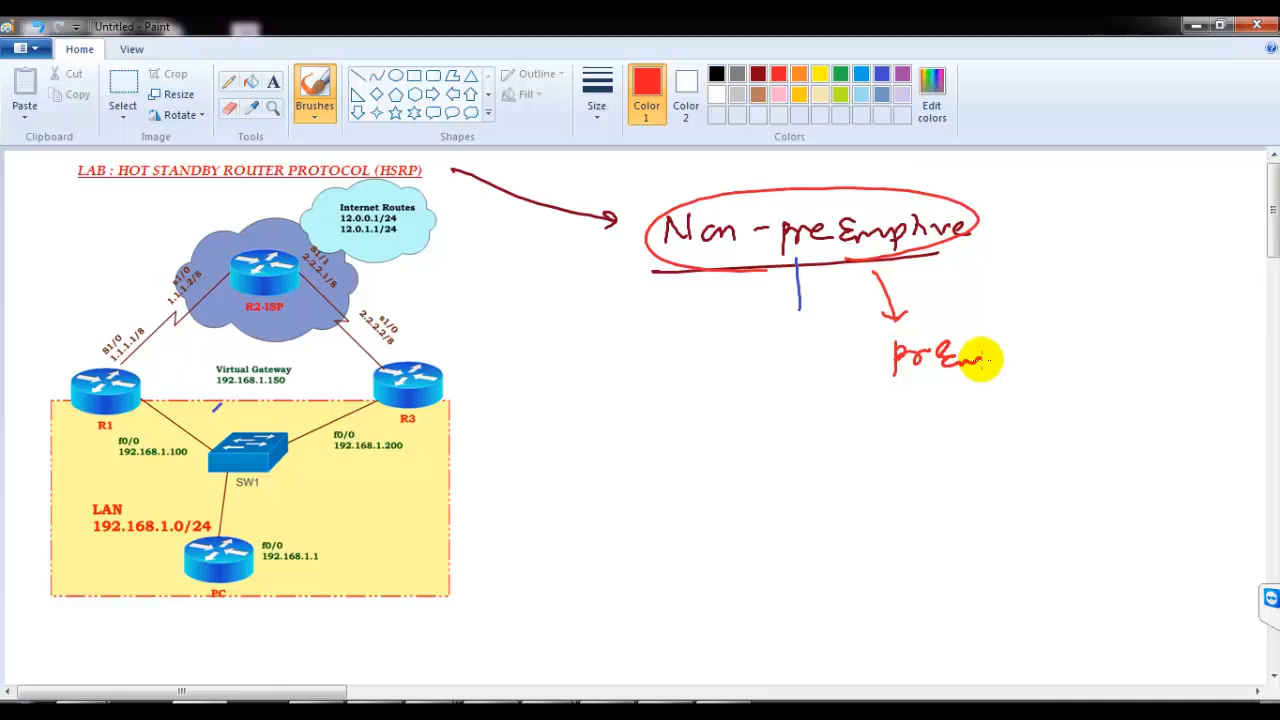 Untitled - Paint
Home
View
Paste
Cut
Copy
Clipboard
Select
Crop
Resize
Rotate
Image
A
Tools
Brushes
Outline
Fill
Shapes
Size
Color 1
Color 2
Edit colors
Colors
LAB : HOT STANDBY ROUTER PROTOCOL (HSRP)
Internet Routes
12.0.0.1/24
12.0.1.1/24
s1/0
1.1.1.2/8
S1/1
2.2.2.1/8
R2-ISP
S1/0
1.1.1.1/8
s1/0
2.2.2.2/8
Virtual Gateway
192.168.1.150
R1
R3
f0/0
192.168.1.100
f0/0
192.168.1.200
SW1
LAN
192.168.1.0/24
f0/0
192.168.1.1
PC
Non - preEmptive
prEm